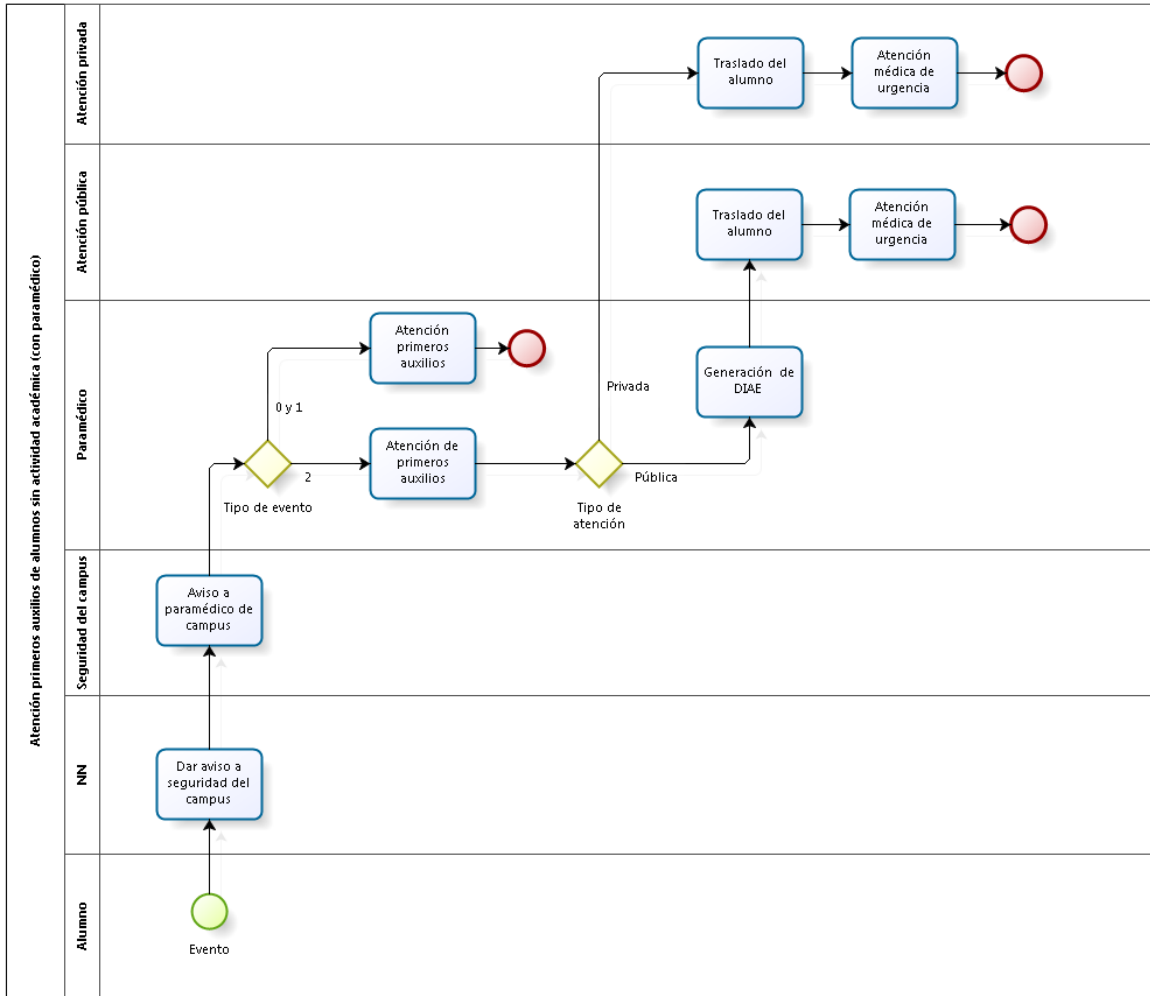 Atención primeros auxilios de alumnos sin actividad académica (con paramédico)
Atención privada
Traslado del
alumno
Atención
médica de
urgencia
Atención pública
Traslado del
alumno
Atención
médica de
urgencia
Paramédico
Atención
primeros
auxilios
0 y 1
Tipo de evento
2
Atención de
primeros
auxilios
Privada
Tipo de
atención
Pública
Generación de
DIAE
Seguridad del campus
Aviso a
paramédico de
campus
NN
Dar aviso a
seguridad del
campus
Alumno
Evento